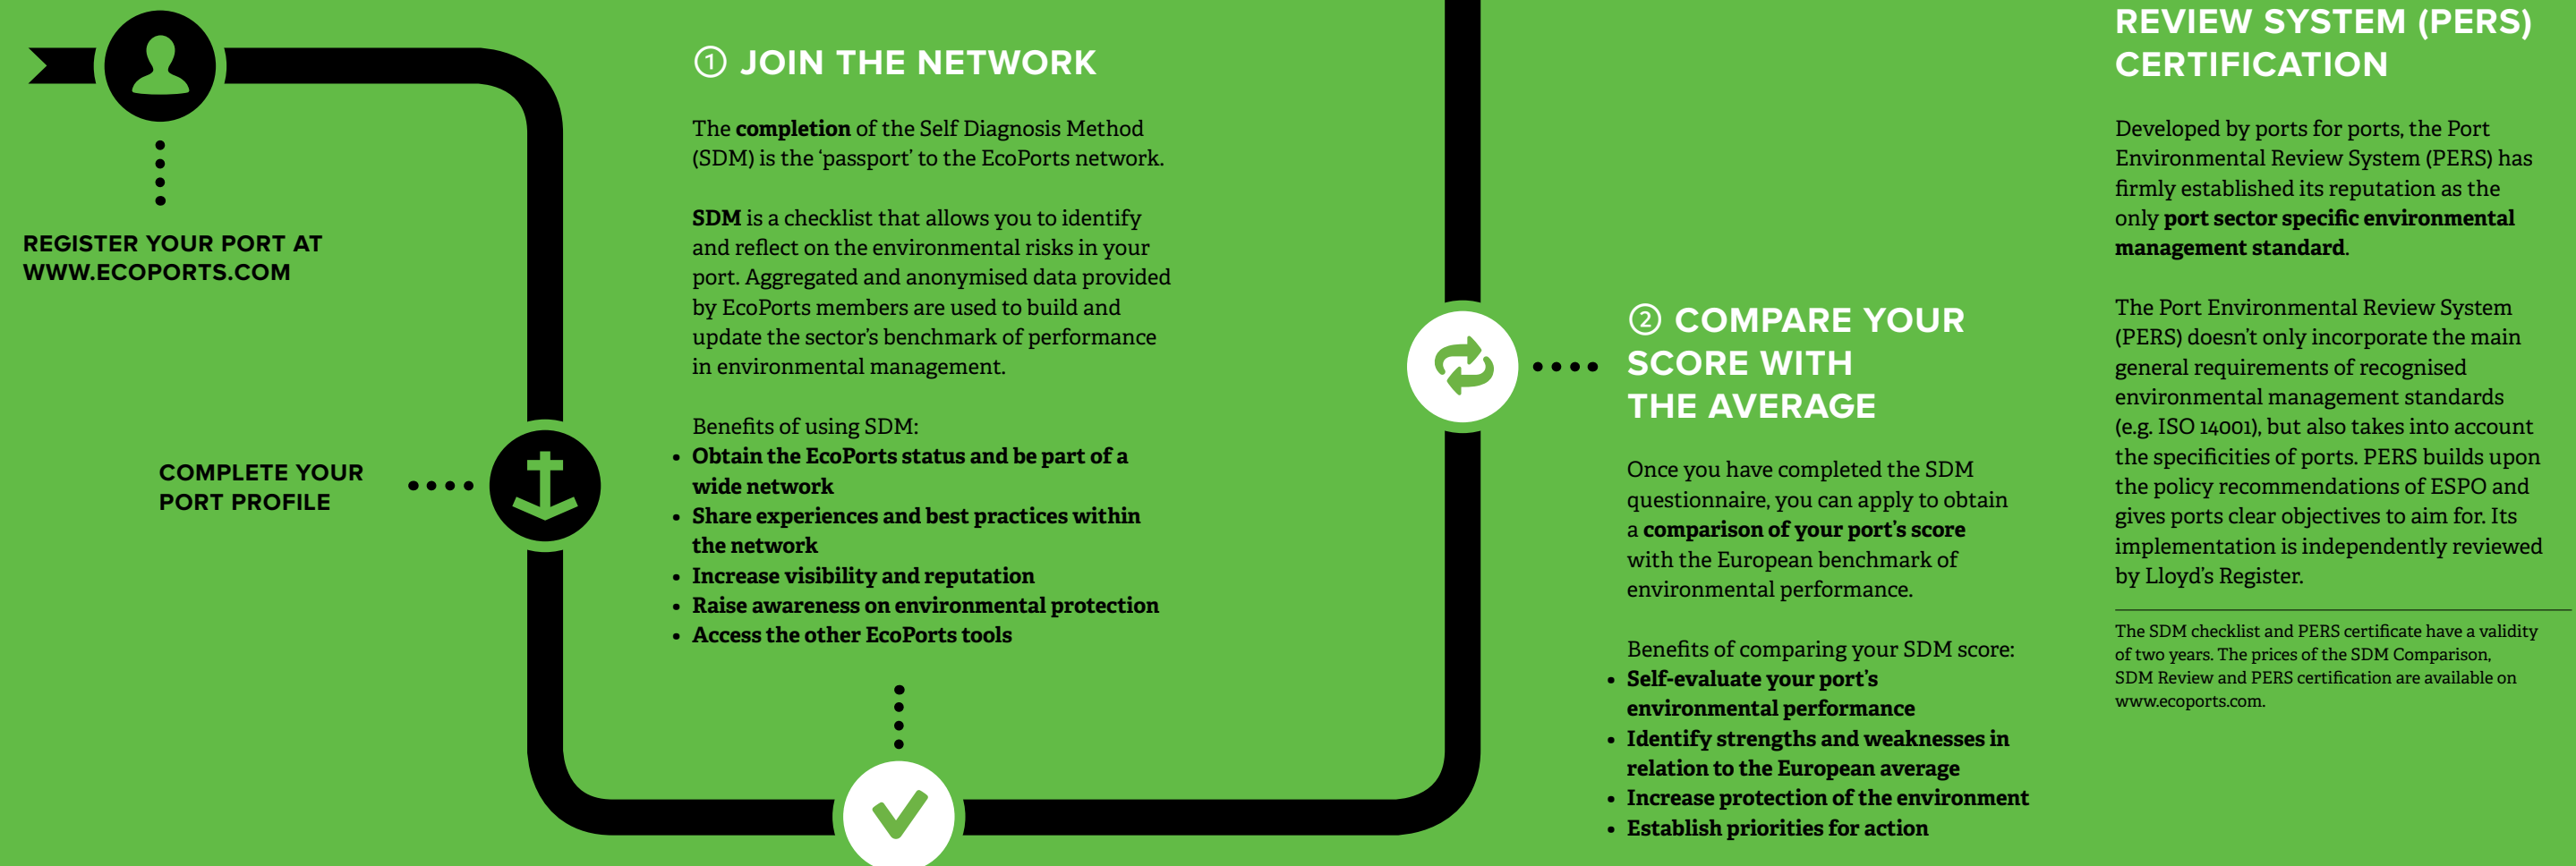 REGISTER YOUR PORT AT
WWW.ECOPORTS.COM
COMPLETE YOUR
PORT PROFILE
① JOIN THE NETWORK
The completion of the Self Diagnosis Method
(SDM) is the ‘passport’ to the EcoPorts network.
SDM is a checklist that allows you to identify
and reflect on the environmental risks in your
port. Aggregated and anonymised data provided
by EcoPorts members are used to build and
update the sector’s benchmark of performance
in environmental management.
Benefits of using SDM:
• Obtain the EcoPorts status and be part of a
wide network
• Share experiences and best practices within
the network
• Increase visibility and reputation
• Raise awareness on environmental protection
• Access the other EcoPorts tools
② COMPARE YOUR
SCORE WITH
THE AVERAGE
Once you have completed the SDM
questionnaire, you can apply to obtain
a comparison of your port’s score
with the European benchmark of
environmental performance.
Benefits of comparing your SDM score:
• Self-evaluate your port’s
environmental performance
• Identify strengths and weaknesses in
relation to the European average
• Increase protection of the environment
• Establish priorities for action
REVIEW SYSTEM (PERS)
CERTIFICATION
Developed by ports for ports, the Port
Environmental Review System (PERS) has
firmly established its reputation as the
only port sector specific environmental
management standard.
The Port Environmental Review System
(PERS) doesn’t only incorporate the main
general requirements of recognised
environmental management standards
(e.g. ISO 14001), but also takes into account
the specificities of ports. PERS builds upon
the policy recommendations of ESPO and
gives ports clear objectives to aim for. Its
implementation is independently reviewed
by Lloyd’s Register.
The SDM checklist and PERS certificate have a validity
of two years. The prices of the SDM Comparison,
SDM Review and PERS certification are available on
www.ecoports.com.